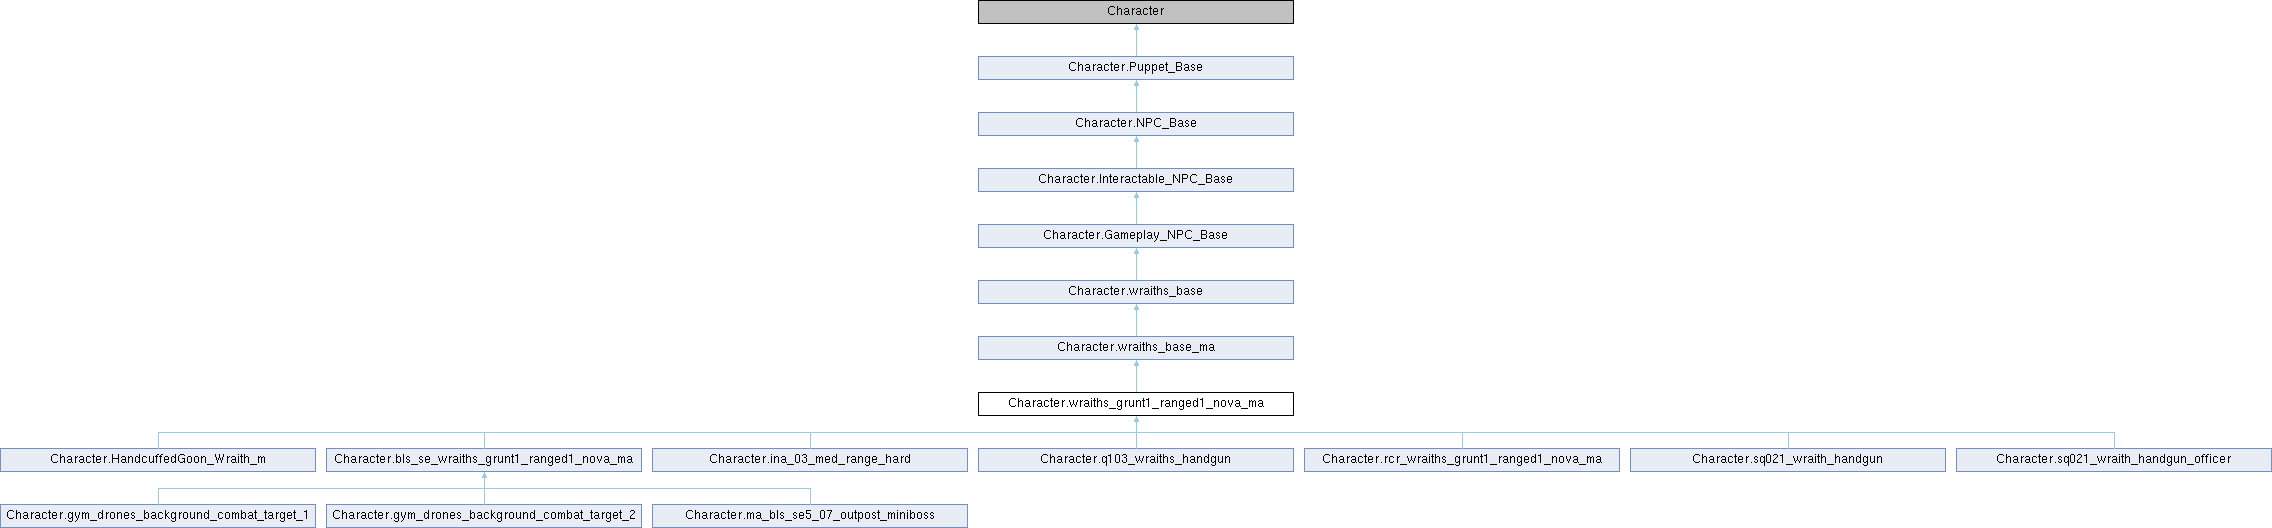 Character
Character.Puppet_Base
Character.NPC_Base
Character.Interactable_NPC_Base
Character.Gameplay_NPC_Base
Character.wraiths_base
Character.wraiths_base_ma
Character.wraiths_grunt1_ranged1_nova_ma
Character.HandcuffedGoon_Wraith_m
Character.bls_se_wraiths_grunt1_ranged1_nova_ma
Character.ina_03_med_range_hard
Character.q103_wraiths_handgun
Character.rcr_wraiths_grunt1_ranged1_nova_ma
Character.sq021_wraith_handgun
Character.sq021_wraith_handgun_officer
Character.gym_drones_background_combat_target_1
Character.gym_drones_background_combat_target_2
Character.ma_bls_se5_07_outpost_miniboss